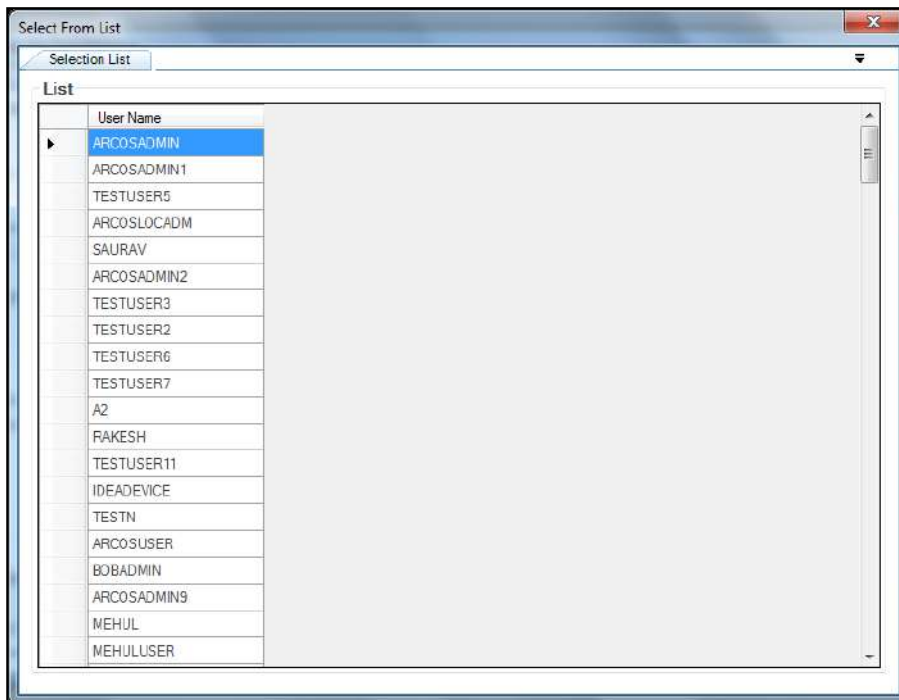 Select From List
Selection List
List
User Name
ARCOSADMIN
ARCOSADMIN1
TESTUSER5
ARCOSLOCADM
SAURAV
ARCOSADMIN2
TESTUSER3
TESTUSER2
TESTUSER6
TESTUSER7
A2
RAKESH
TESTUSER11
IDEADEVICE
TESTN
ARCOSUSER
BOBADMIN
ARCOSADMIN9
MEHUL
MEHULUSER